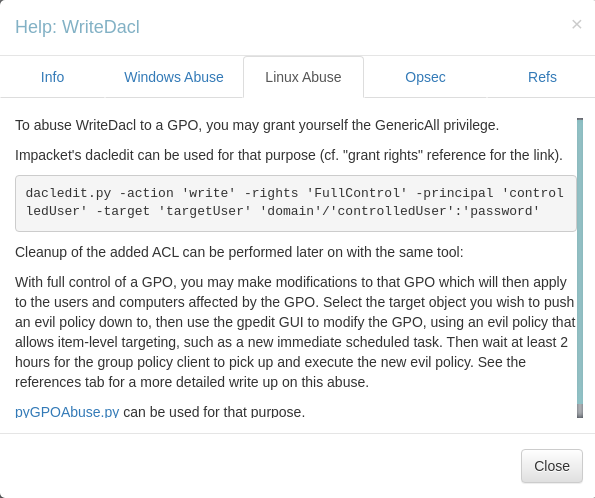 Help: WriteDacl
×
Info Windows Abuse Linux Abuse Opsec Refs
To abuse WriteDacl to a GPO, you may grant yourself the GenericAll privilege.
Impacket's dacledit can be used for that purpose (cf. "grant rights" reference for the link).
dacledit.py -action 'write' -rights 'FullControl' -principal 'control
ledUser' -target 'targetUser' 'domain'/'controlledUser':'password'
Cleanup of the added ACL can be performed later on with the same tool:
With full control of a GPO, you may make modifications to that GPO which will then apply
to the users and computers affected by the GPO. Select the target object you wish to push
an evil policy down to, then use the gpedit GUI to modify the GPO, using an evil policy that
allows item-level targeting, such as a new immediate scheduled task. Then wait at least 2
hours for the group policy client to pick up and execute the new evil policy. See the
references tab for a more detailed write up on this abuse.
pyGPOAbuse.py can be used for that purpose.
Close